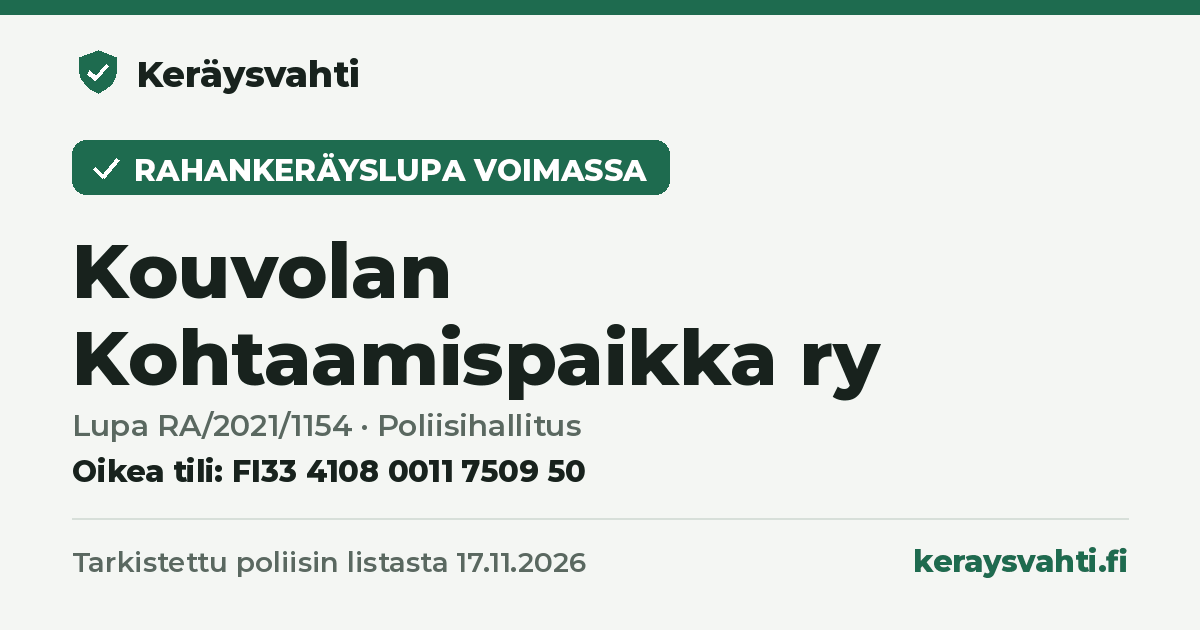 Keräysvahti
RAHANKERÄYSLUPA VOIMASSA
Kouvolan
Kohtaamispaikka ry
Lupa RA/2021/1154 · Poliisihallitus
Oikea tili: FI33 4108 0011 7509 50
Tarkistettu poliisin listasta 17.11.2026
keraysvahti.fi